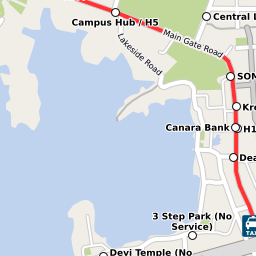 Central
Campus Hub / H5
Main Gate Road
Lakeside Road
SOM
Canara Bank
H1
Dea
3 Step Park (No
Service)
TAX
Devi Temple (No